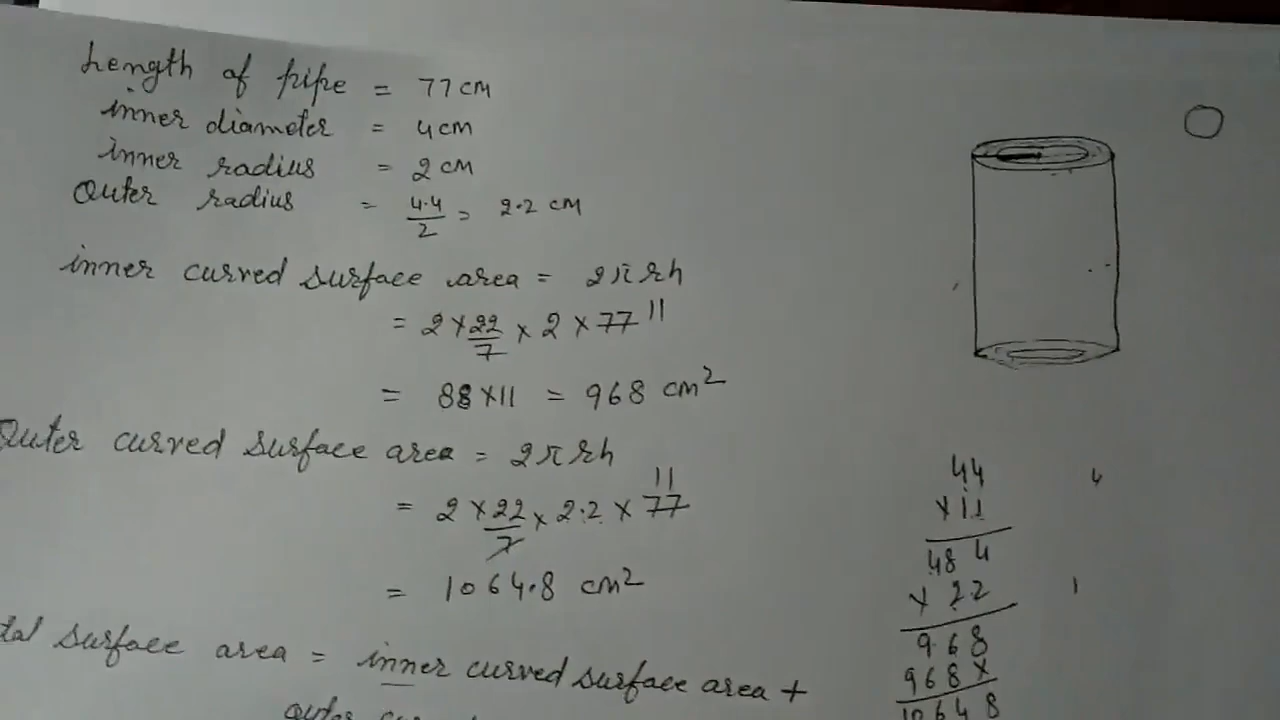 Length of pipe = 77 cm
inner diameter = 4 cm
inner radius = 2 cm
Outer radius = 4.4/2 = 2.2 cm
inner curved surface area = 2πrh
= 2 × 22/7 × 2 × 77 11
= 88 × 11 = 968 cm²
Outer curved surface area = 2πrh
= 2 × 22/7 × 2.2 × 77 11
= 1064.8 cm²
tal surface area = inner curved surface area +
44
× 11
484
× 22
968
968×
10648